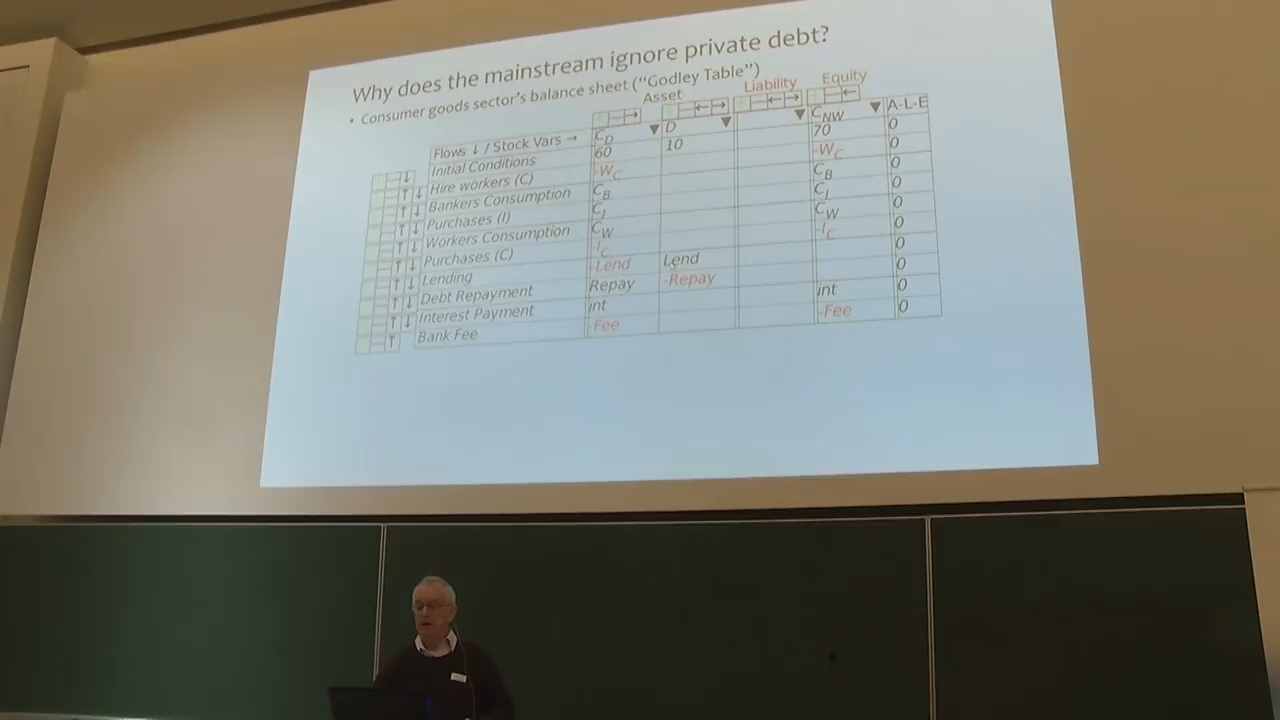 Why does the mainstream ignore private debt?
• Consumer goods sector's balance sheet ("Godley Table")
Asset Liability Equity
Flows ↓ / Stock Vars → C_D ▼ D ▼ ▼ C_NW ▼ A-L-E
Initial Conditions 60 10 70 0
Hire workers (C) -W_C -W_C 0
Bankers Consumption C_B C_B 0
Purchases (I) C_I C_I 0
Workers Consumption C_W C_W 0
Purchases (C) -I_C -I_C 0
Lending -Lend Lend 0
Debt Repayment Repay -Repay 0
Interest Payment int int 0
Bank Fee -Fee -Fee 0